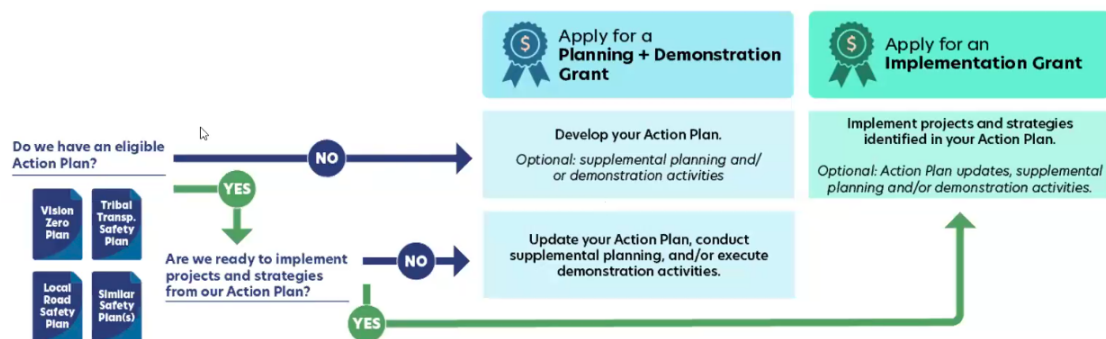 Apply for a
Planning + Demonstration
Grant
Apply for an
Implementation Grant
Do we have an eligible
Action Plan?
NO
Develop your Action Plan.
Optional: supplemental planning and/
or demonstration activities
Implement projects and strategies
identified in your Action Plan.
Optional: Action Plan updates, supplemental
planning and/or demonstration activities.
YES
Vision
Zero
Plan
Tribal
Transp.
Safety
Plan
Local
Road
Safety
Plan
Similar
Safety
Plan(s)
Are we ready to implement
projects and strategies
from our Action Plan?
NO
Update your Action Plan, conduct
supplemental planning, and/or execute
demonstration activities.
YES